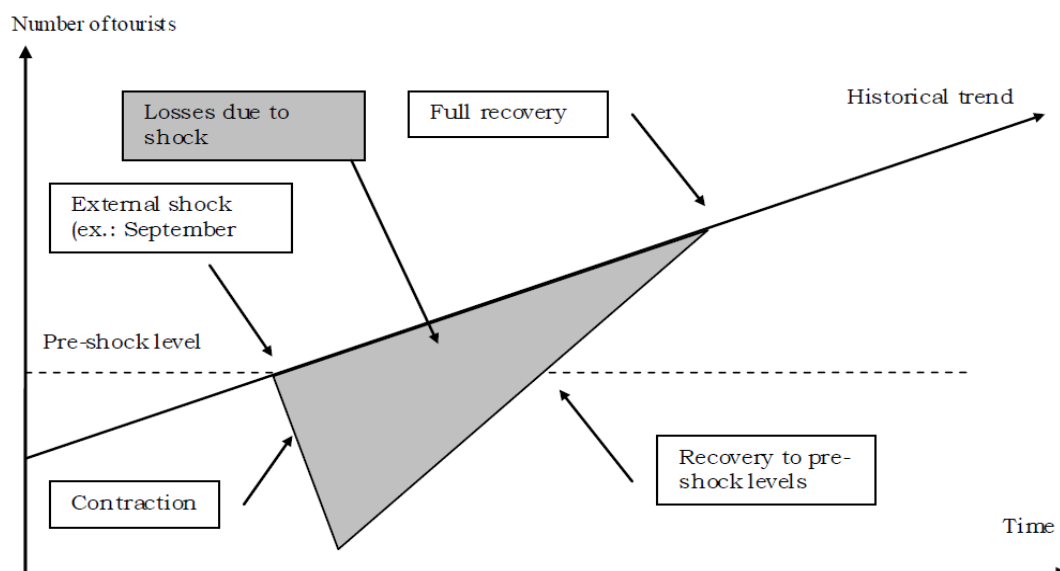 Number of tourists
Losses due to
shock
Full recovery
Historical trend
External shock
(ex.: September
Pre-shock level
Contraction
Recovery to pre-
shock levels
Time